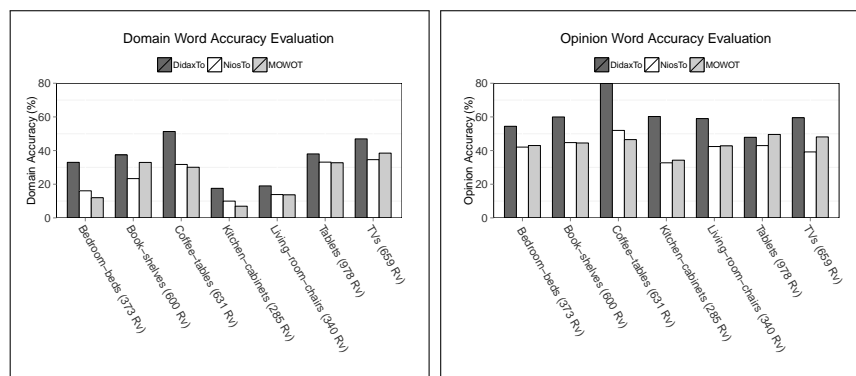 Domain Word Accuracy Evaluation
DidaxTo NiosTo MOWOT
Domain Accuracy (%)
80
60
40
20
0
Bedroom−beds (373 Rv)
Book−shelves (600 Rv)
Coffee−tables (631 Rv)
Kitchen−cabinets (285 Rv)
Living−room−chairs (340 Rv)
Tablets (978 Rv)
TVs (659 Rv)
Opinion Word Accuracy Evaluation
DidaxTo NiosTo MOWOT
Opinion Accuracy (%)
80
60
40
20
0
Bedroom−beds (373 Rv)
Book−shelves (600 Rv)
Coffee−tables (631 Rv)
Kitchen−cabinets (285 Rv)
Living−room−chairs (340 Rv)
Tablets (978 Rv)
TVs (659 Rv)